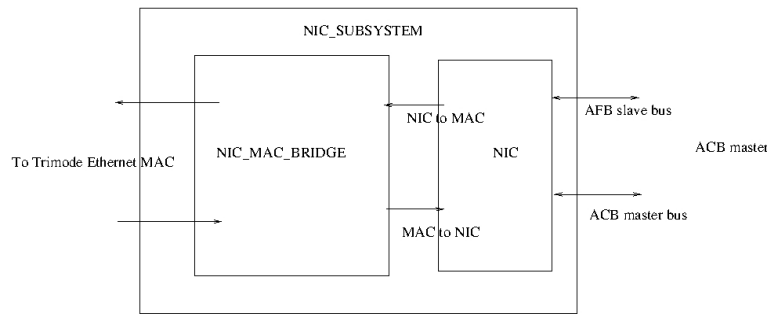 NIC_SUBSYSTEM
NIC to MAC
AFB slave bus
To Trimode Ethernet MAC
NIC_MAC_BRIDGE
NIC
ACB master
MAC to NIC
ACB master bus